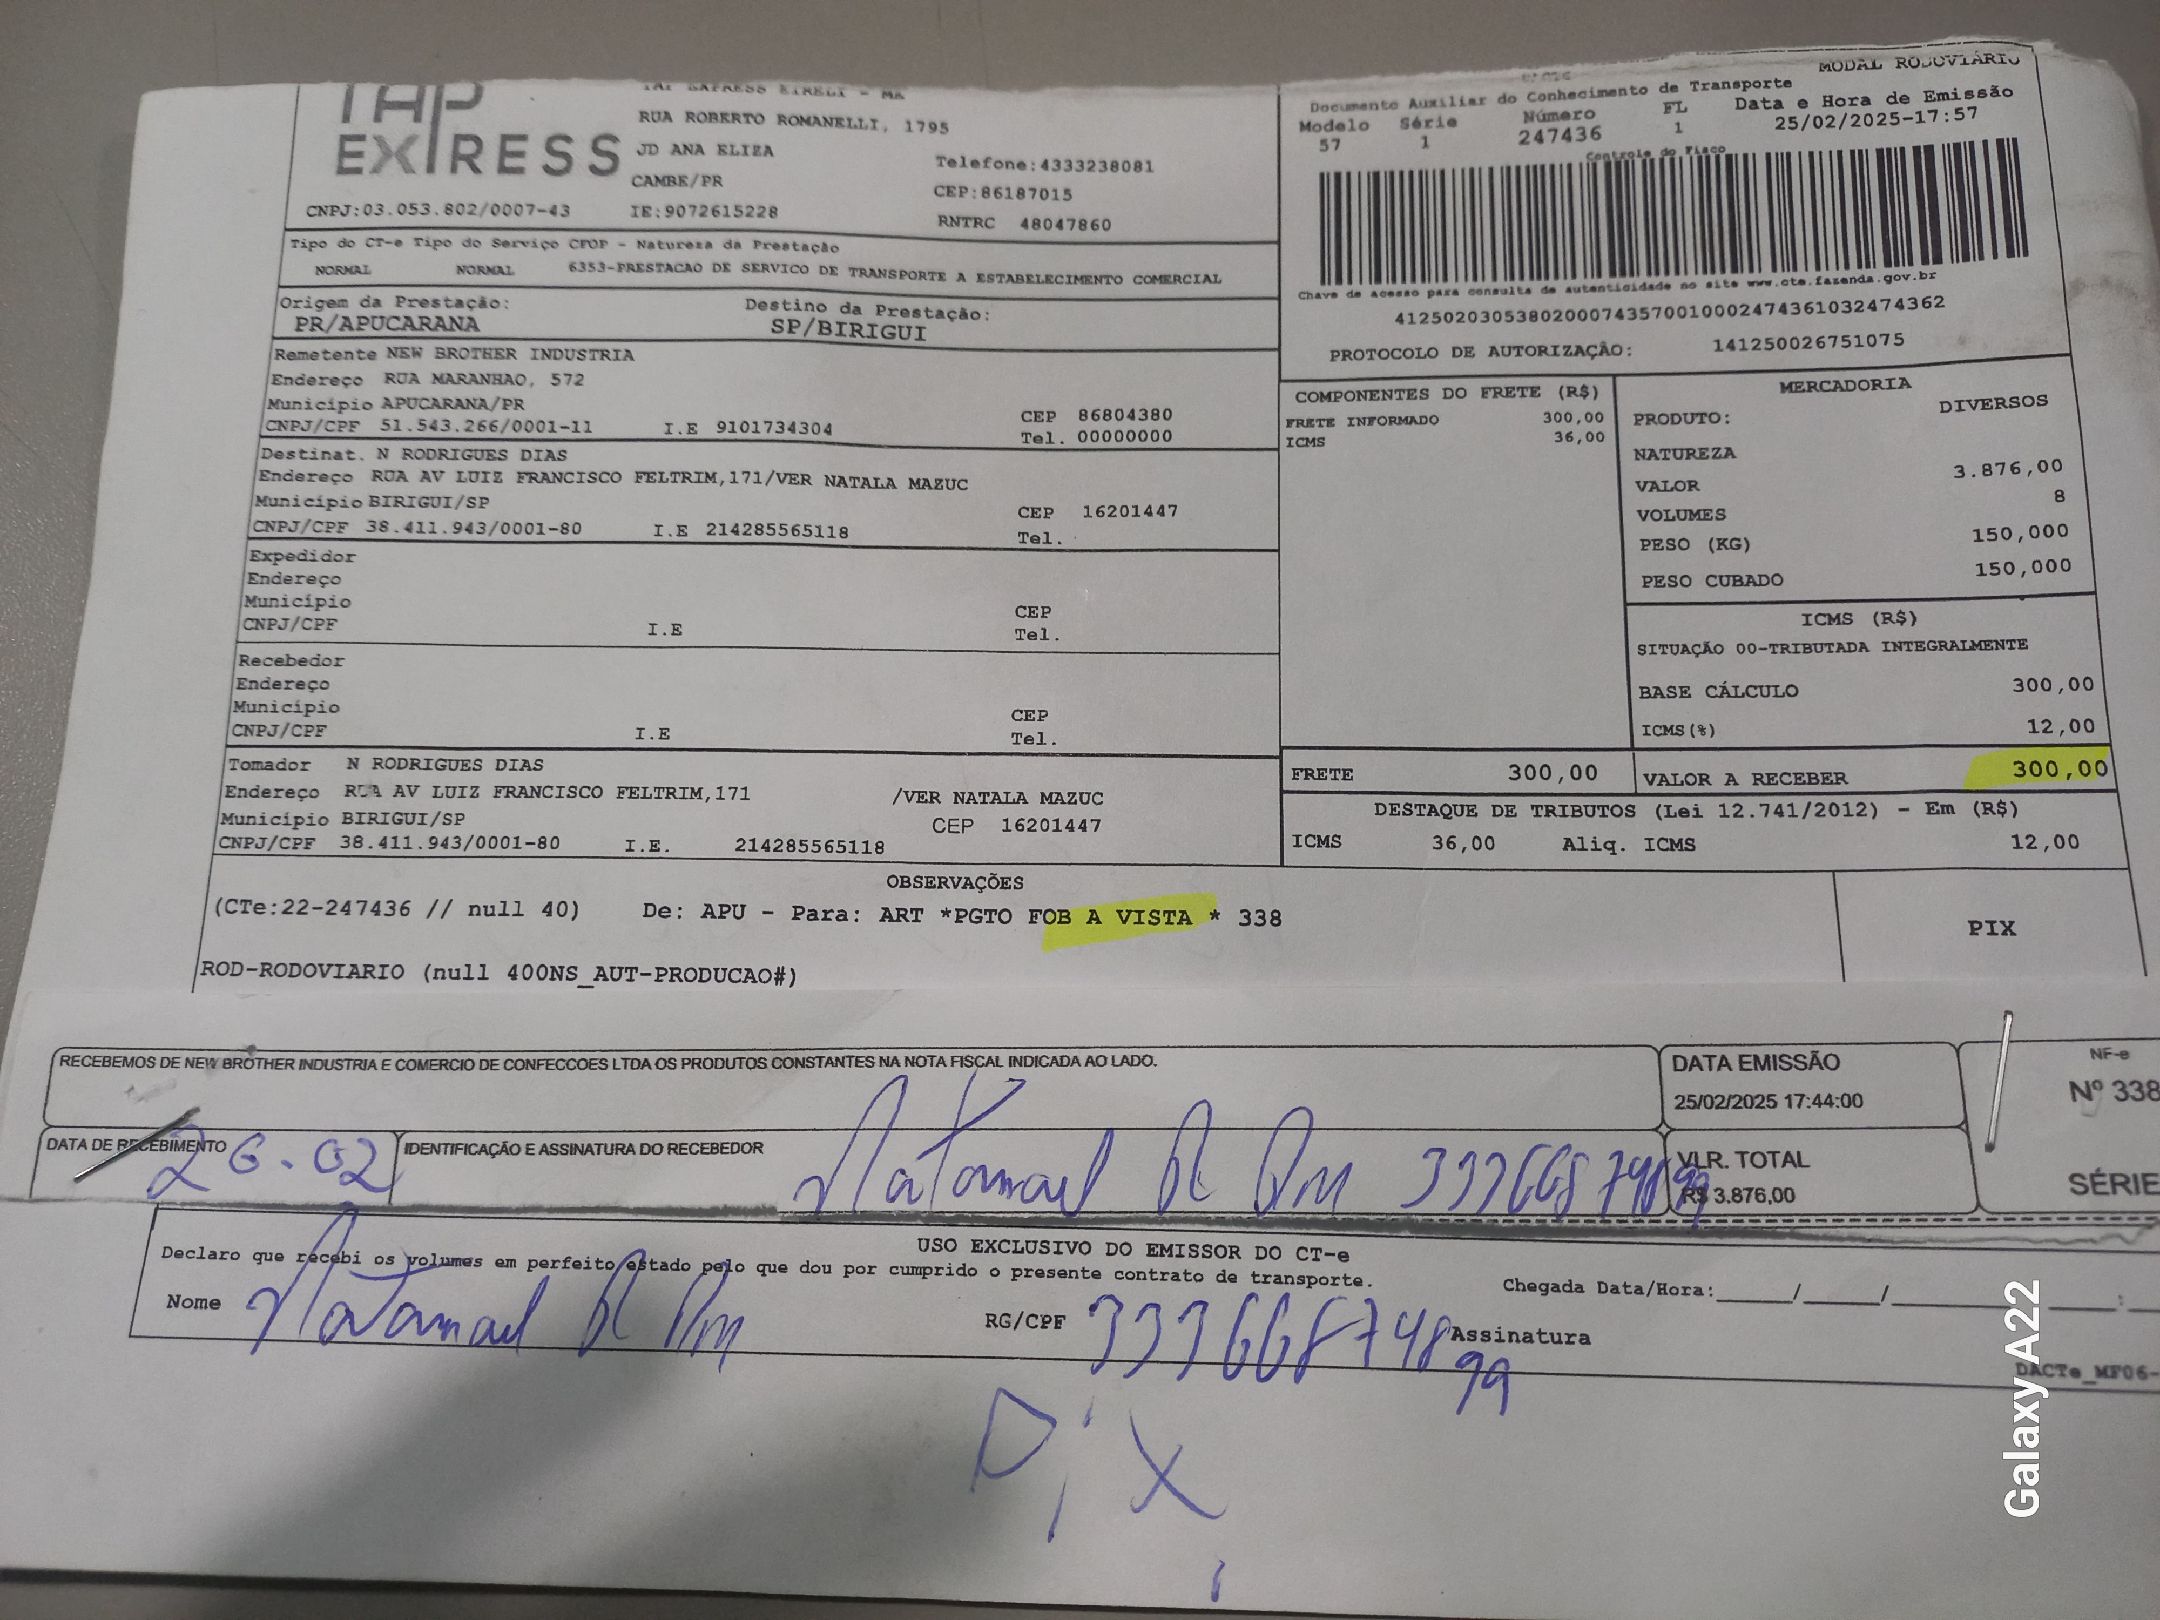 TAP EXPRESS
TAP EXPRESS EIRELI - MA
RUA ROBERTO ROMANELLI, 1795
JD ANA ELIZA
CAMBE/PR
Telefone:4333238081
CEP:86187015
CNPJ:03.053.802/0007-43 IE:9072615228 RNTRC 48047860
MODAL RODOVIÁRIO
Documento Auxiliar do Conhecimento de Transporte
Modelo Série Número FL Data e Hora de Emissão
57 1 247436 1 25/02/2025-17:57
Controle do Fisco
Chave de acesso para consulta de autenticidade no site www.cte.fazenda.gov.br
41250203053802000743570010002474361032474362
PROTOCOLO DE AUTORIZAÇÃO: 141250026751075
Tipo do CT-e Tipo do Serviço CFOP - Natureza da Prestação
NORMAL NORMAL 6353-PRESTACAO DE SERVICO DE TRANSPORTE A ESTABELECIMENTO COMERCIAL
Origem da Prestação: Destino da Prestação:
PR/APUCARANA SP/BIRIGUI
Remetente NEW BROTHER INDUSTRIA
Endereço RUA MARANHAO, 572
Município APUCARANA/PR CEP 86804380
CNPJ/CPF 51.543.266/0001-11 I.E 9101734304 Tel. 00000000
Destinat. N RODRIGUES DIAS
Endereço RUA AV LUIZ FRANCISCO FELTRIM,171/VER NATALA MAZUC
Município BIRIGUI/SP CEP 16201447
CNPJ/CPF 38.411.943/0001-80 I.E 214285565118 Tel.
Expedidor
Endereço
Município CEP
CNPJ/CPF I.E Tel.
Recebedor
Endereço
Município CEP
CNPJ/CPF I.E Tel.
Tomador N RODRIGUES DIAS
Endereço RUA AV LUIZ FRANCISCO FELTRIM,171 /VER NATALA MAZUC
Município BIRIGUI/SP CEP 16201447
CNPJ/CPF 38.411.943/0001-80 I.E. 214285565118
COMPONENTES DO FRETE (R$)
FRETE INFORMADO 300,00
ICMS 36,00
MERCADORIA
PRODUTO: DIVERSOS
NATUREZA
VALOR 3.876,00
VOLUMES 8
PESO (KG) 150,000
PESO CUBADO 150,000
ICMS (R$)
SITUAÇÃO 00-TRIBUTADA INTEGRALMENTE
BASE CÁLCULO 300,00
ICMS(%) 12,00
FRETE 300,00 VALOR A RECEBER 300,00
DESTAQUE DE TRIBUTOS (Lei 12.741/2012) - Em (R$)
ICMS 36,00 Aliq. ICMS 12,00
OBSERVAÇÕES
(CTe:22-247436 // null 40) De: APU - Para: ART *PGTO FOB A VISTA * 338
PIX
ROD-RODOVIARIO (null 400NS_AUT-PRODUCAO#)
RECEBEMOS DE NEW BROTHER INDUSTRIA E COMERCIO DE CONFECCOES LTDA OS PRODUTOS CONSTANTES NA NOTA FISCAL INDICADA AO LADO.
DATA EMISSÃO
25/02/2025 17:44:00
NF-e
Nº 338
SÉRIE
DATA DE RECEBIMENTO
26.02
IDENTIFICAÇÃO E ASSINATURA DO RECEBEDOR
33366874899
VLR. TOTAL
R$ 3.876,00
USO EXCLUSIVO DO EMISSOR DO CT-e
Declaro que recebi os volumes em perfeito estado pelo que dou por cumprido o presente contrato de transporte.
Chegada Data/Hora:_____/_____/_____ _____:
Nome RG/CPF 33366874899 Assinatura
DACTe_MF06-
Pix
Galaxy A22